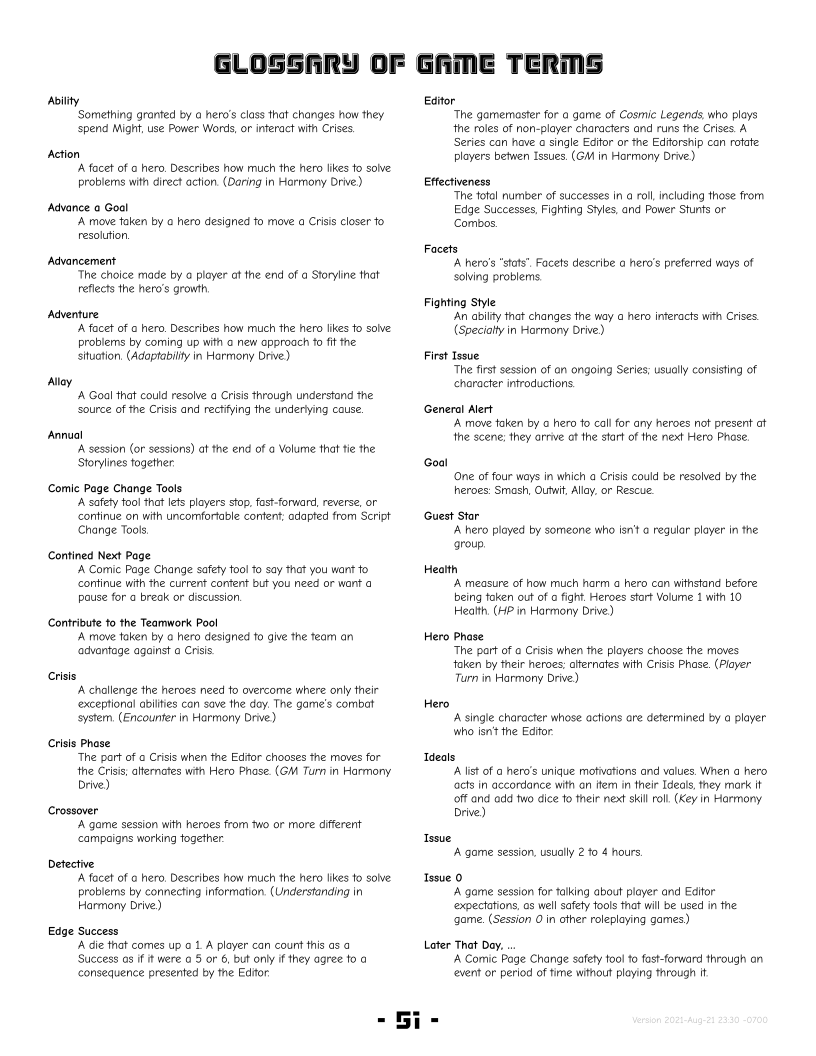 GLOSSARY OF GAME TERMS
Ability
Something granted by a hero's class that changes how they
spend Might, use Power Words, or interact with Crises.
Action
A facet of a hero. Describes how much the hero likes to solve
problems with direct action. (Daring in Harmony Drive.)
Advance a Goal
A move taken by a hero designed to move a Crisis closer to
resolution.
Advancement
The choice made by a player at the end of a Storyline that
reflects the hero's growth.
Adventure
A facet of a hero. Describes how much the hero likes to solve
problems by coming up with a new approach to fit the
situation. (Adaptability in Harmony Drive.)
Allay
A Goal that could resolve a Crisis through understand the
source of the Crisis and rectifying the underlying cause.
Annual
A session (or sessions) at the end of a Volume that tie the
Storylines together.
Comic Page Change Tools
A safety tool that lets players stop, fast-forward, reverse, or
continue on with uncomfortable content; adapted from Script
Change Tools.
Contined Next Page
A Comic Page Change safety tool to say that you want to
continue with the current content but you need or want a
pause for a break or discussion.
Contribute to the Teamwork Pool
A move taken by a hero designed to give the team an
advantage against a Crisis.
Crisis
A challenge the heroes need to overcome where only their
exceptional abilities can save the day. The game's combat
system. (Encounter in Harmony Drive.)
Crisis Phase
The part of a Crisis when the Editor chooses the moves for
the Crisis; alternates with Hero Phase. (GM Turn in Harmony
Drive.)
Crossover
A game session with heroes from two or more different
campaigns working together.
Detective
A facet of a hero. Describes how much the hero likes to solve
problems by connecting information. (Understanding in
Harmony Drive.)
Edge Success
A die that comes up a 1. A player can count this as a
Success as if it were a 5 or 6, but only if they agree to a
consequence presented by the Editor.
Editor
The gamemaster for a game of Cosmic Legends, who plays
the roles of non-player characters and runs the Crises. A
Series can have a single Editor or the Editorship can rotate
players betwen Issues. (GM in Harmony Drive.)
Effectiveness
The total number of successes in a roll, including those from
Edge Successes, Fighting Styles, and Power Stunts or
Combos.
Facets
A hero's "stats". Facets describe a hero's preferred ways of
solving problems.
Fighting Style
An ability that changes the way a hero interacts with Crises.
(Specialty in Harmony Drive.)
First Issue
The first session of an ongoing Series; usually consisting of
character introductions.
General Alert
A move taken by a hero to call for any heroes not present at
the scene; they arrive at the start of the next Hero Phase.
Goal
One of four ways in which a Crisis could be resolved by the
heroes: Smash, Outwit, Allay, or Rescue.
Guest Star
A hero played by someone who isn't a regular player in the
group.
Health
A measure of how much harm a hero can withstand before
being taken out of a fight. Heroes start Volume 1 with 10
Health. (HP in Harmony Drive.)
Hero Phase
The part of a Crisis when the players choose the moves
taken by their heroes; alternates with Crisis Phase. (Player
Turn in Harmony Drive.)
Hero
A single character whose actions are determined by a player
who isn't the Editor.
Ideals
A list of a hero's unique motivations and values. When a hero
acts in accordance with an item in their Ideals, they mark it
off and add two dice to their next skill roll. (Key in Harmony
Drive.)
Issue
A game session, usually 2 to 4 hours.
Issue 0
A game session for talking about player and Editor
expectations, as well safety tools that will be used in the
game. (Session 0 in other roleplaying games.)
Later That Day, ...
A Comic Page Change safety tool to fast-forward through an
event or period of time without playing through it.
- 51 -
Version 2021-Aug-21 23:30 -0700